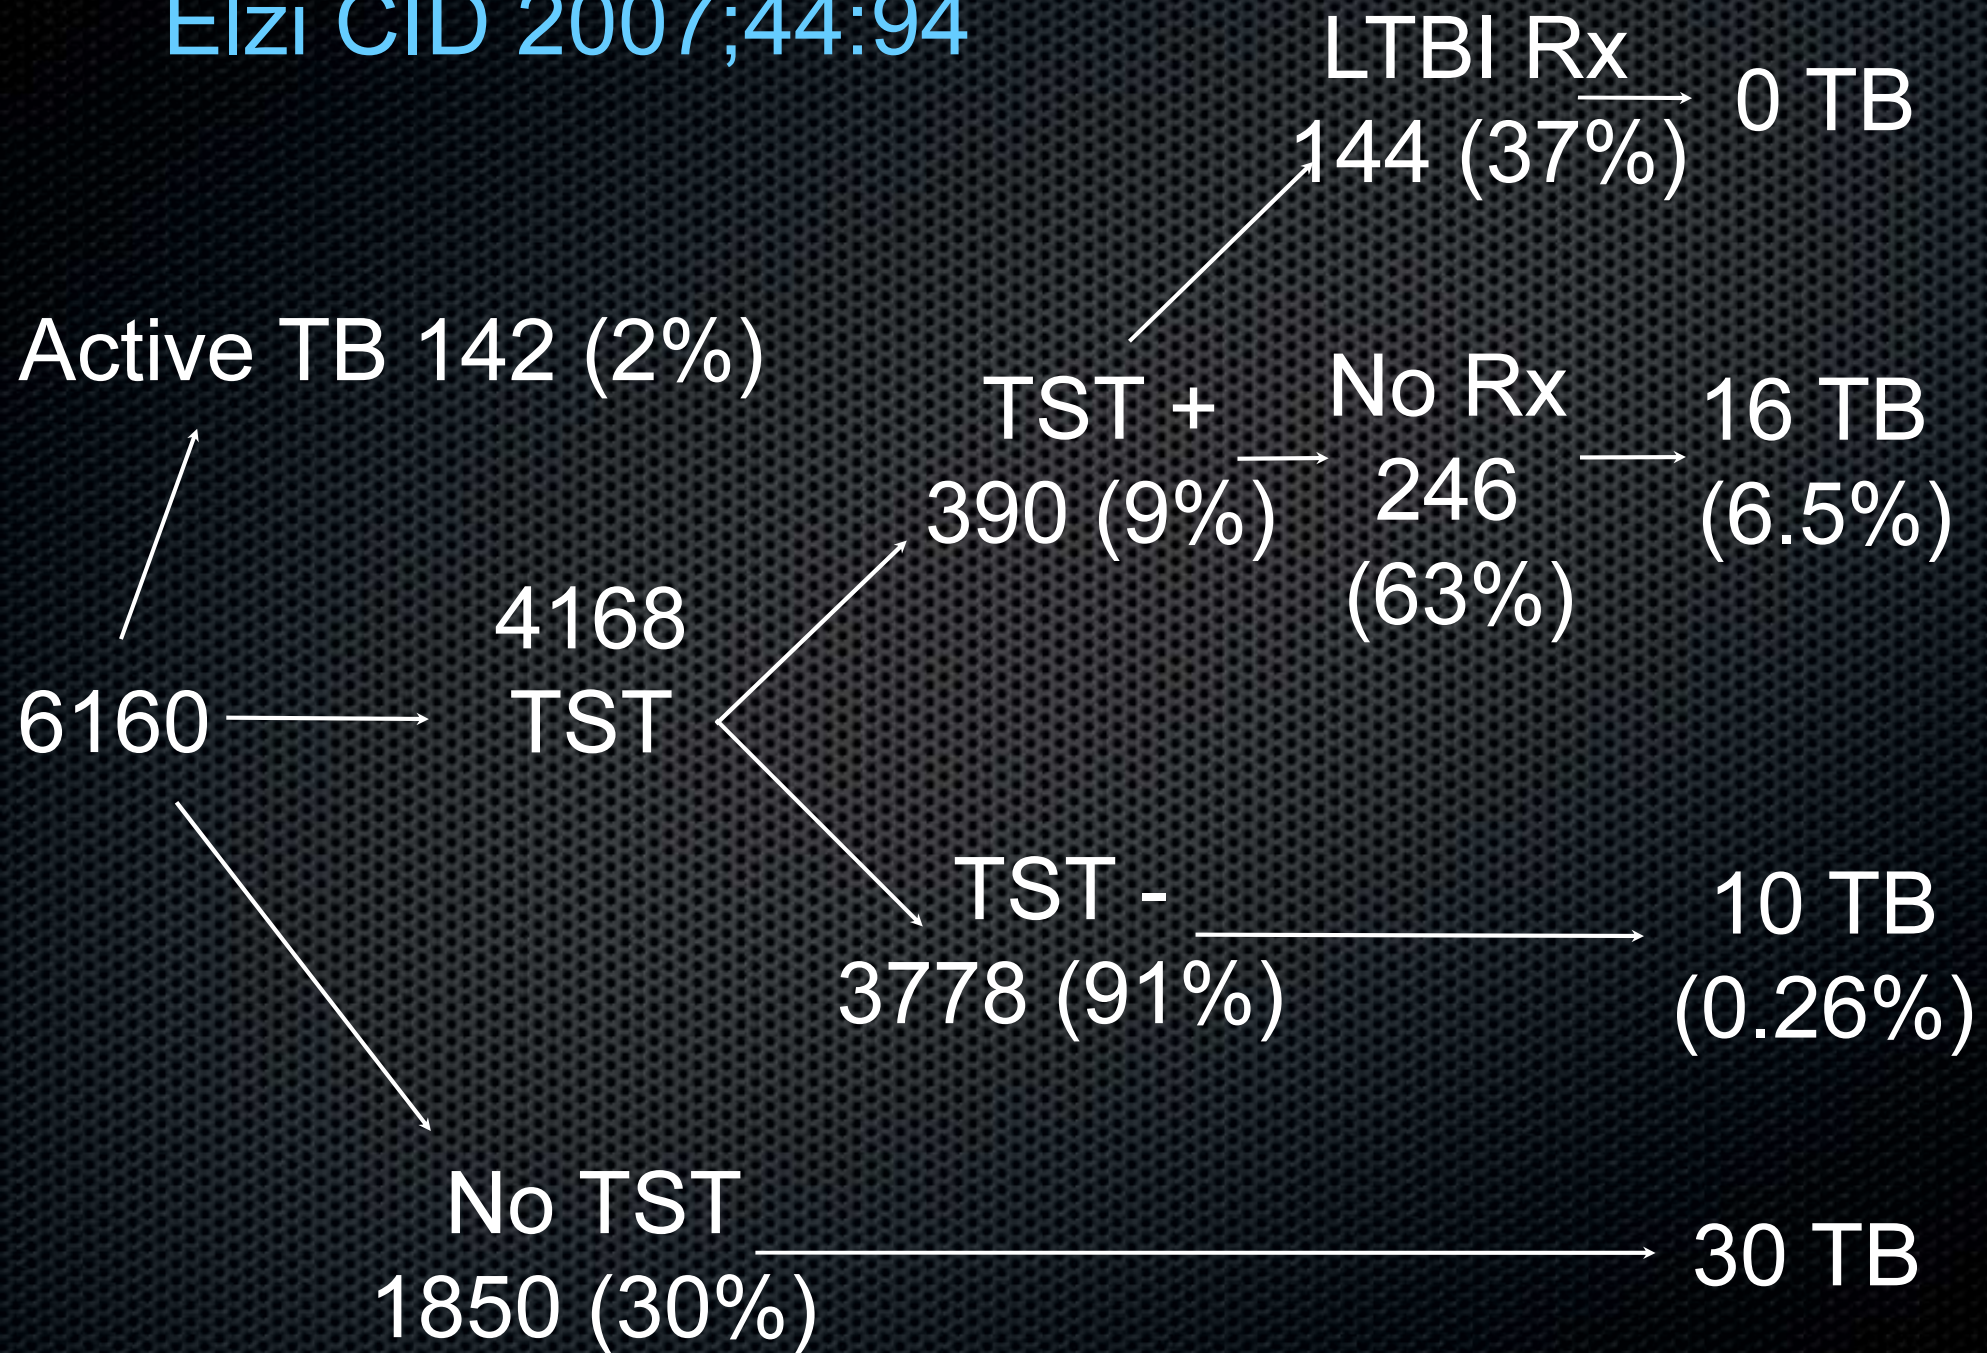 Elzi CID 2007;44:94
LTBI Rx
144 (37%)
0 TB
Active TB 142 (2%)
TST +
390 (9%)
No Rx
246
(63%)
16 TB
(6.5%)
4168
TST
6160
TST -
3778 (91%)
10 TB
(0.26%)
No TST
1850 (30%)
30 TB